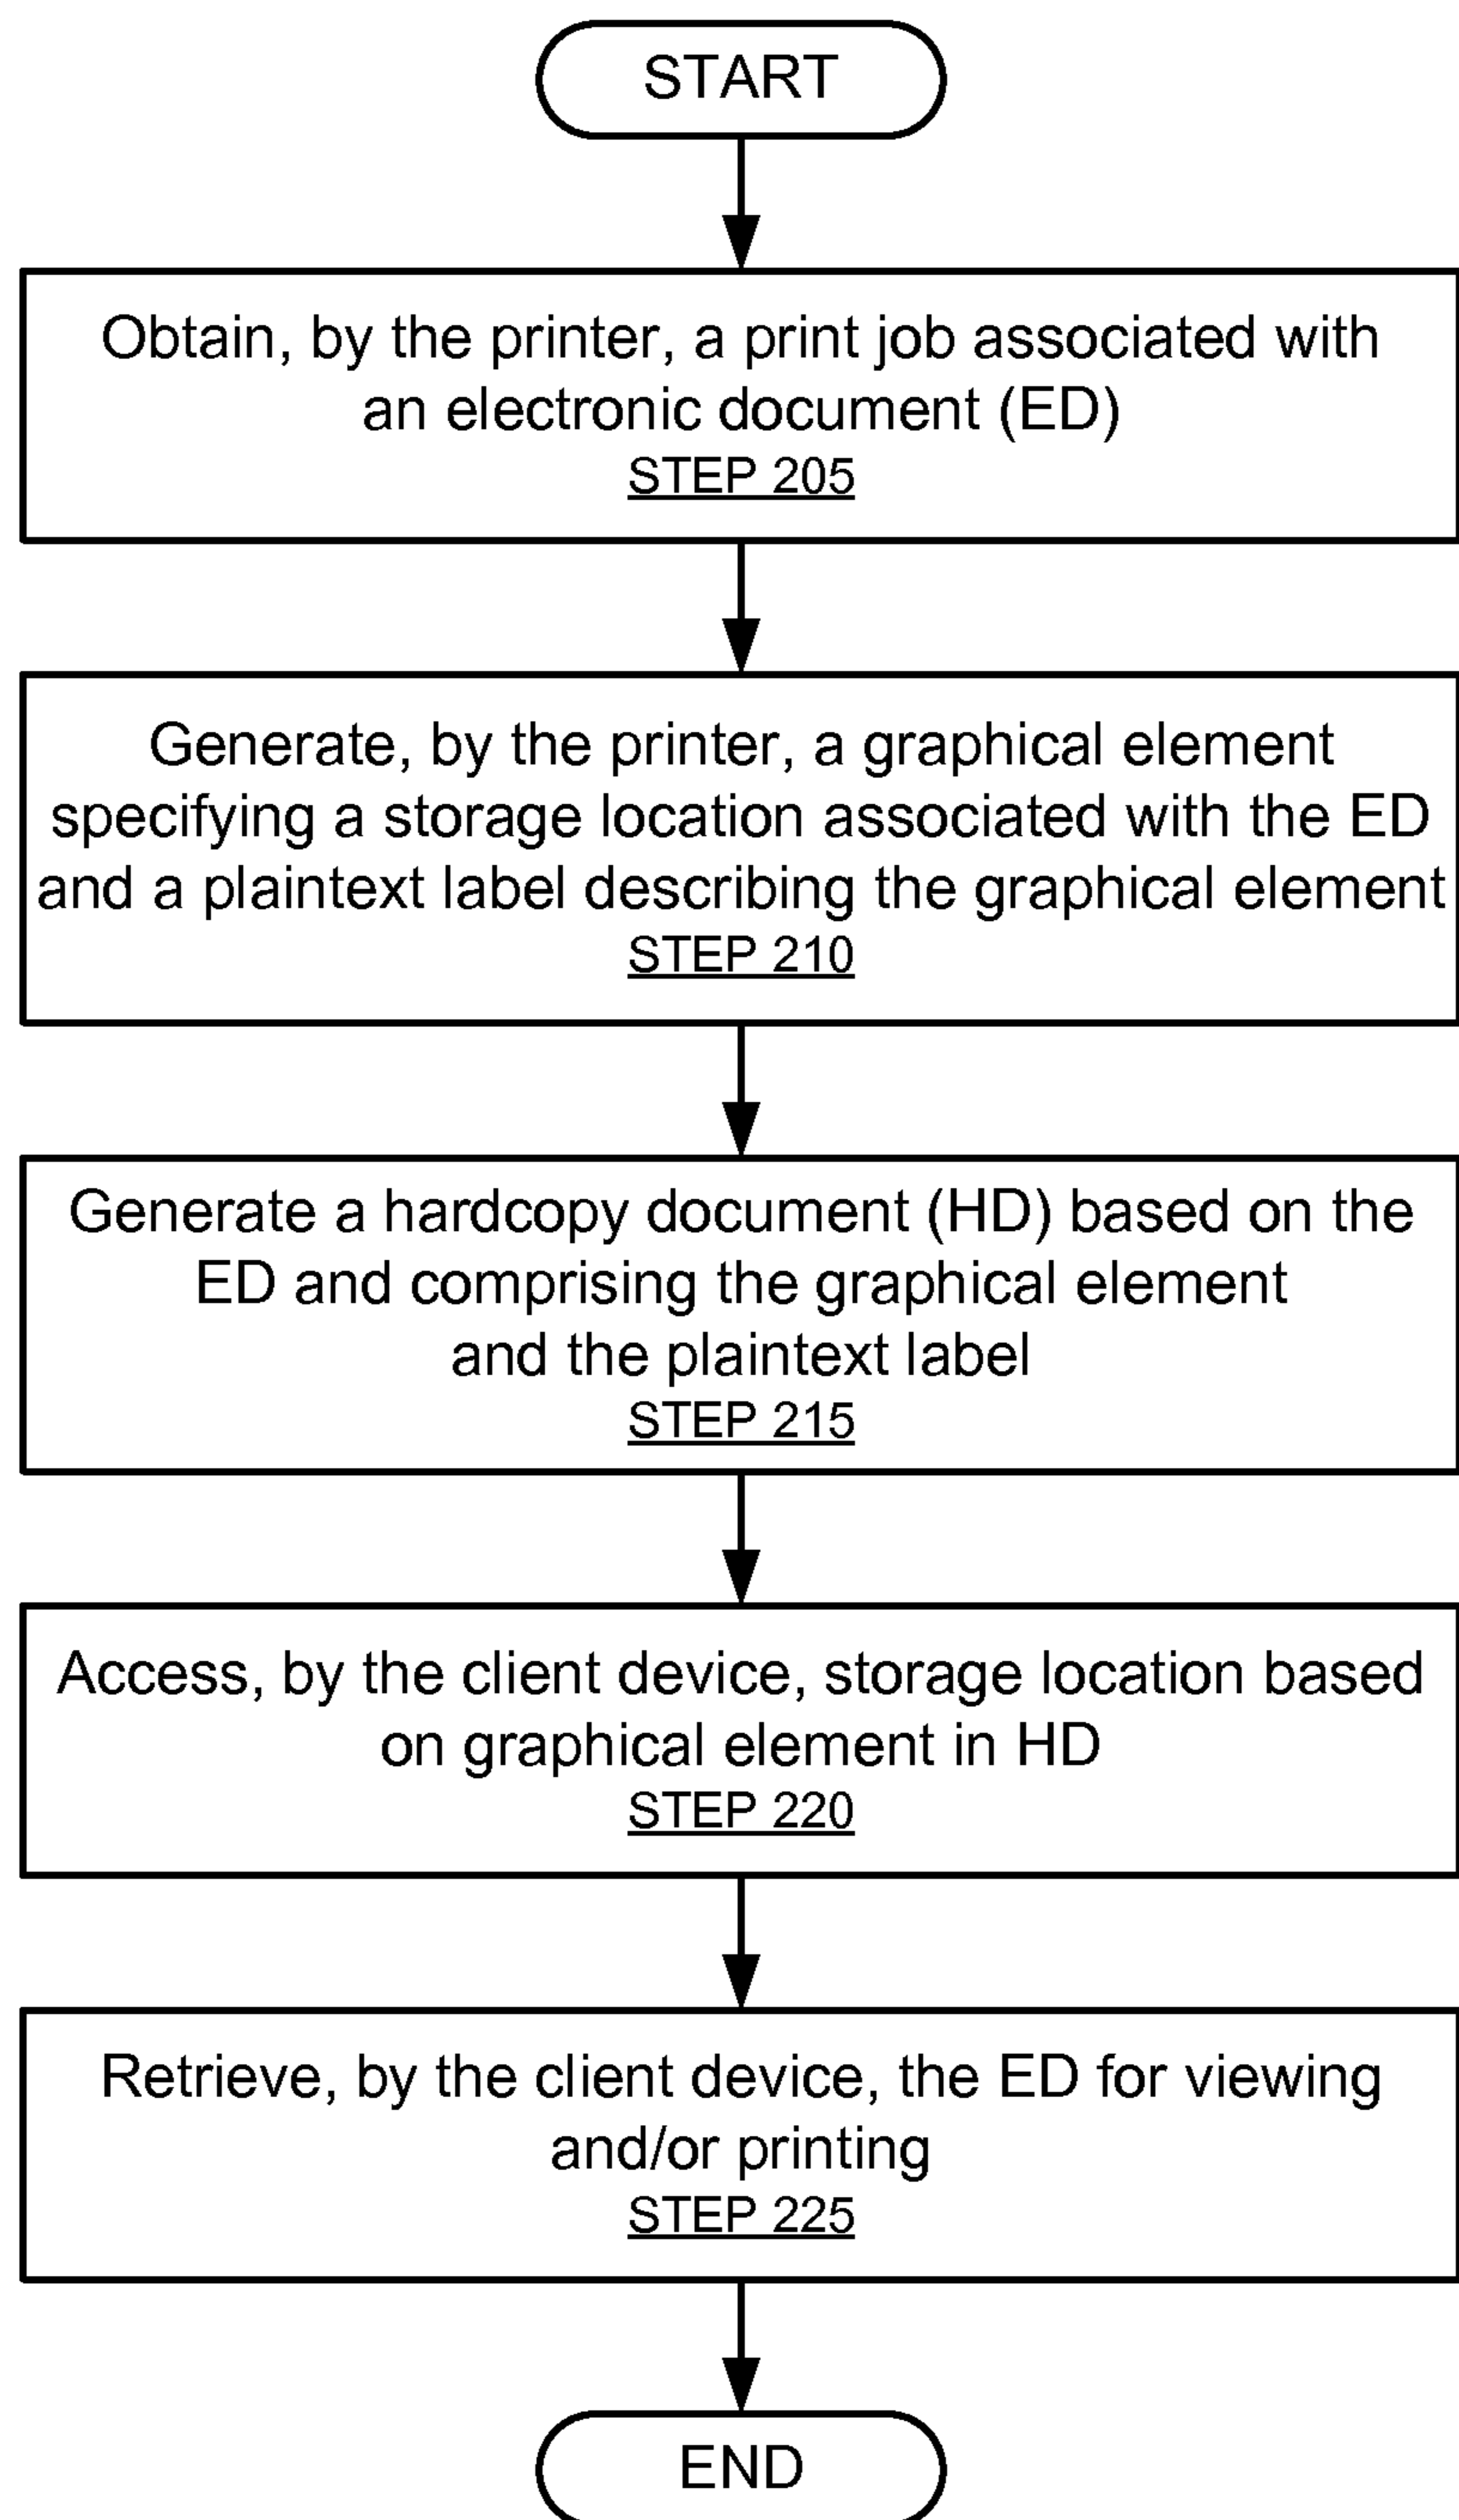 START
Obtain, by the printer, a print job associated with
an electronic document (ED)
STEP 205
Generate, by the printer, a graphical element
specifying a storage location associated with the ED
and a plaintext label describing the graphical element
STEP 210
Generate a hardcopy document (HD) based on the
ED and comprising the graphical element
and the plaintext label
STEP 215
Access, by the client device, storage location based
on graphical element in HD
STEP 220
Retrieve, by the client device, the ED for viewing
and/or printing
STEP 225
END